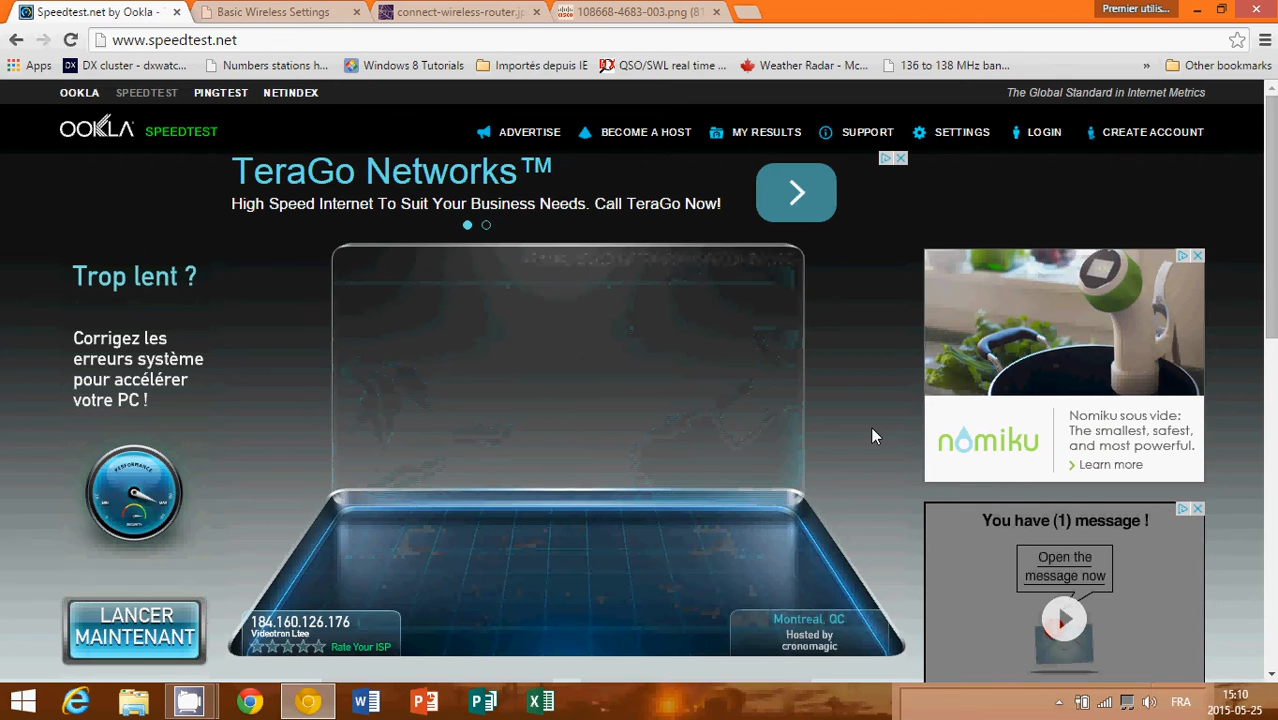 Speedtest.net by Ookla -
Basic Wireless Settings
connect-wireless-router.jp
108668-4683-003.png (81
Premier utilis...
www.speedtest.net
Apps
DX cluster - dxwatc...
Numbers stations h...
Windows 8 Tutorials
Importés depuis IE
QSO/SWL real time ...
Weather Radar - Mc...
136 to 138 MHz ban...
»
Other bookmarks
OOKLA SPEEDTEST PINGTEST NETINDEX
The Global Standard in Internet Metrics
OOKLA SPEEDTEST
ADVERTISE BECOME A HOST MY RESULTS SUPPORT SETTINGS LOGIN CREATE ACCOUNT
TeraGo Networks™
High Speed Internet To Suit Your Business Needs. Call TeraGo Now!
Trop lent ?
Corrigez les
erreurs système
pour accélérer
votre PC !
PERFORMANCE
SECURITY
LANCER
MAINTENANT
184.160.126.176
Videotron Ltee
Rate Your ISP
Montreal, QC
Hosted by
cronomagic
nomiku
Nomiku sous vide:
The smallest, safest,
and most powerful.
Learn more
You have (1) message !
Open the
message now
FRA
15:10
2015-05-25